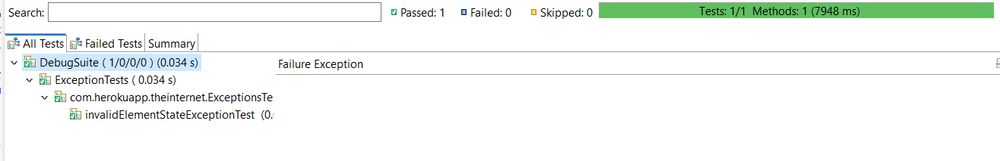 Search: Passed: 1 Failed: 0 Skipped: 0 Tests: 1/1 Methods: 1 (7948 ms)
All Tests Failed Tests Summary
DebugSuite ( 1/0/0/0 ) (0.034 s)
Failure Exception
ExceptionTests ( 0.034 s)
com.herokuapp.theinternet.ExceptionsTe
invalidElementStateExceptionTest (0.